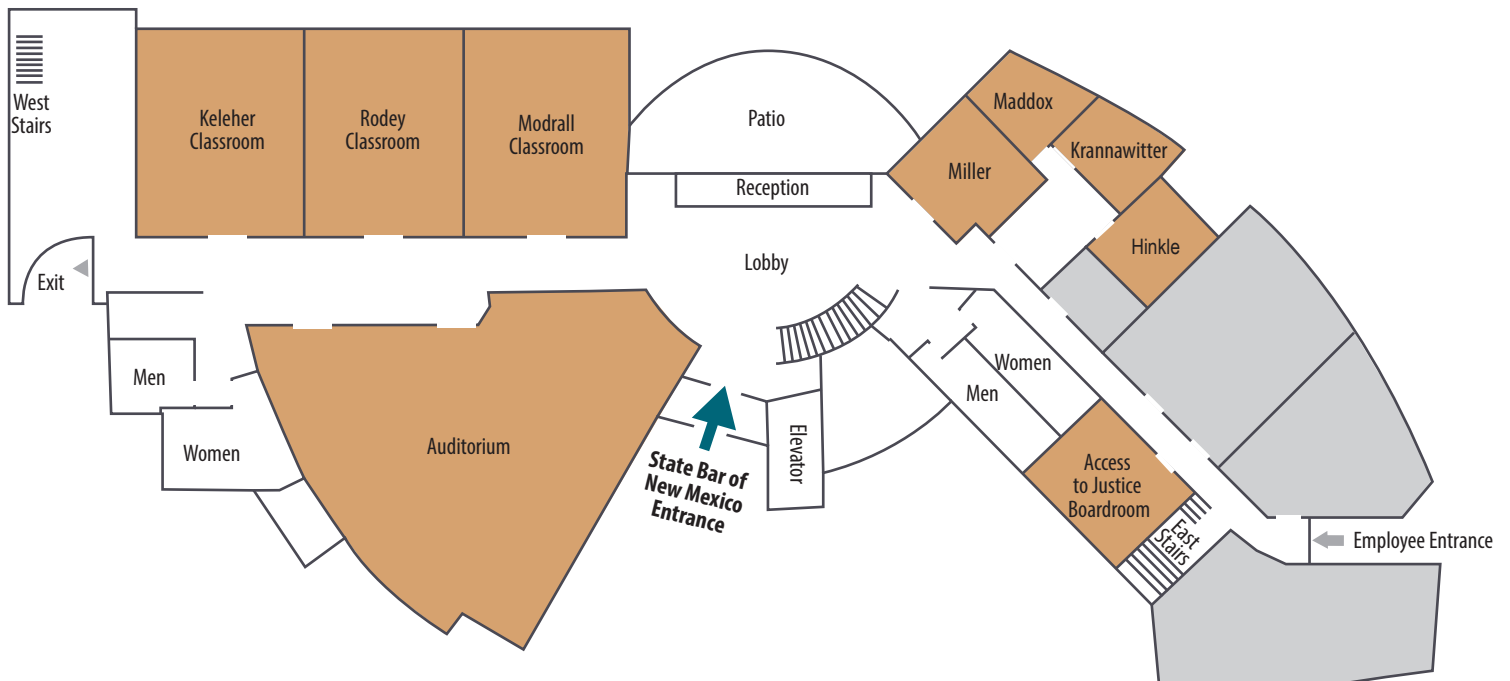 West
Stairs
Keleher
Classroom
Rodey
Classroom
Modrall
Classroom
Patio
Reception
Maddox
Krannawitter
Miller
Hinkle
Lobby
Exit
Men
Women
Auditorium
State Bar of
New Mexico
Entrance
Elevator
Women
Men
Access
to Justice
Boardroom
East
Stairs
Employee Entrance